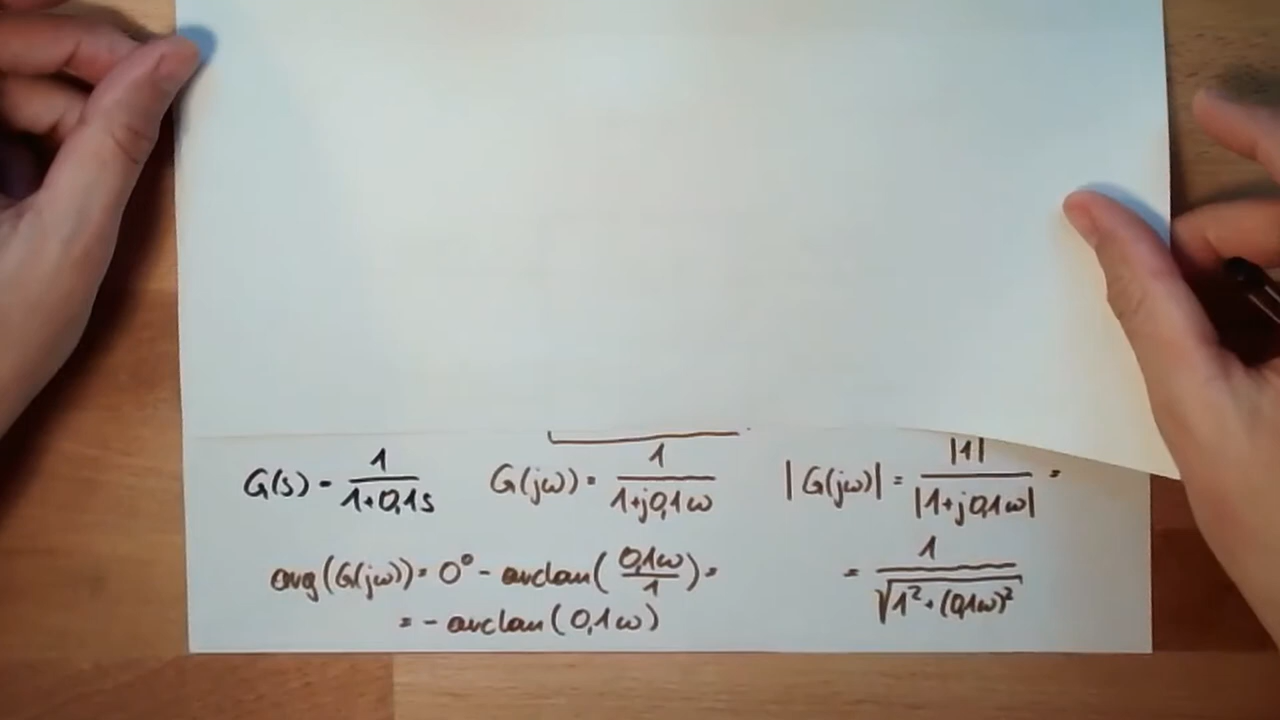 G(s) = 1/(1+0,1s)   G(jω) = 1/(1+j0,1ω)   |G(jω)| = |1|/|1+j0,1ω| =
arg(G(jω)) = 0° - arctan(0,1ω/1) =   = 1/√(1²+(0,1ω)²)
= - arctan(0,1ω)